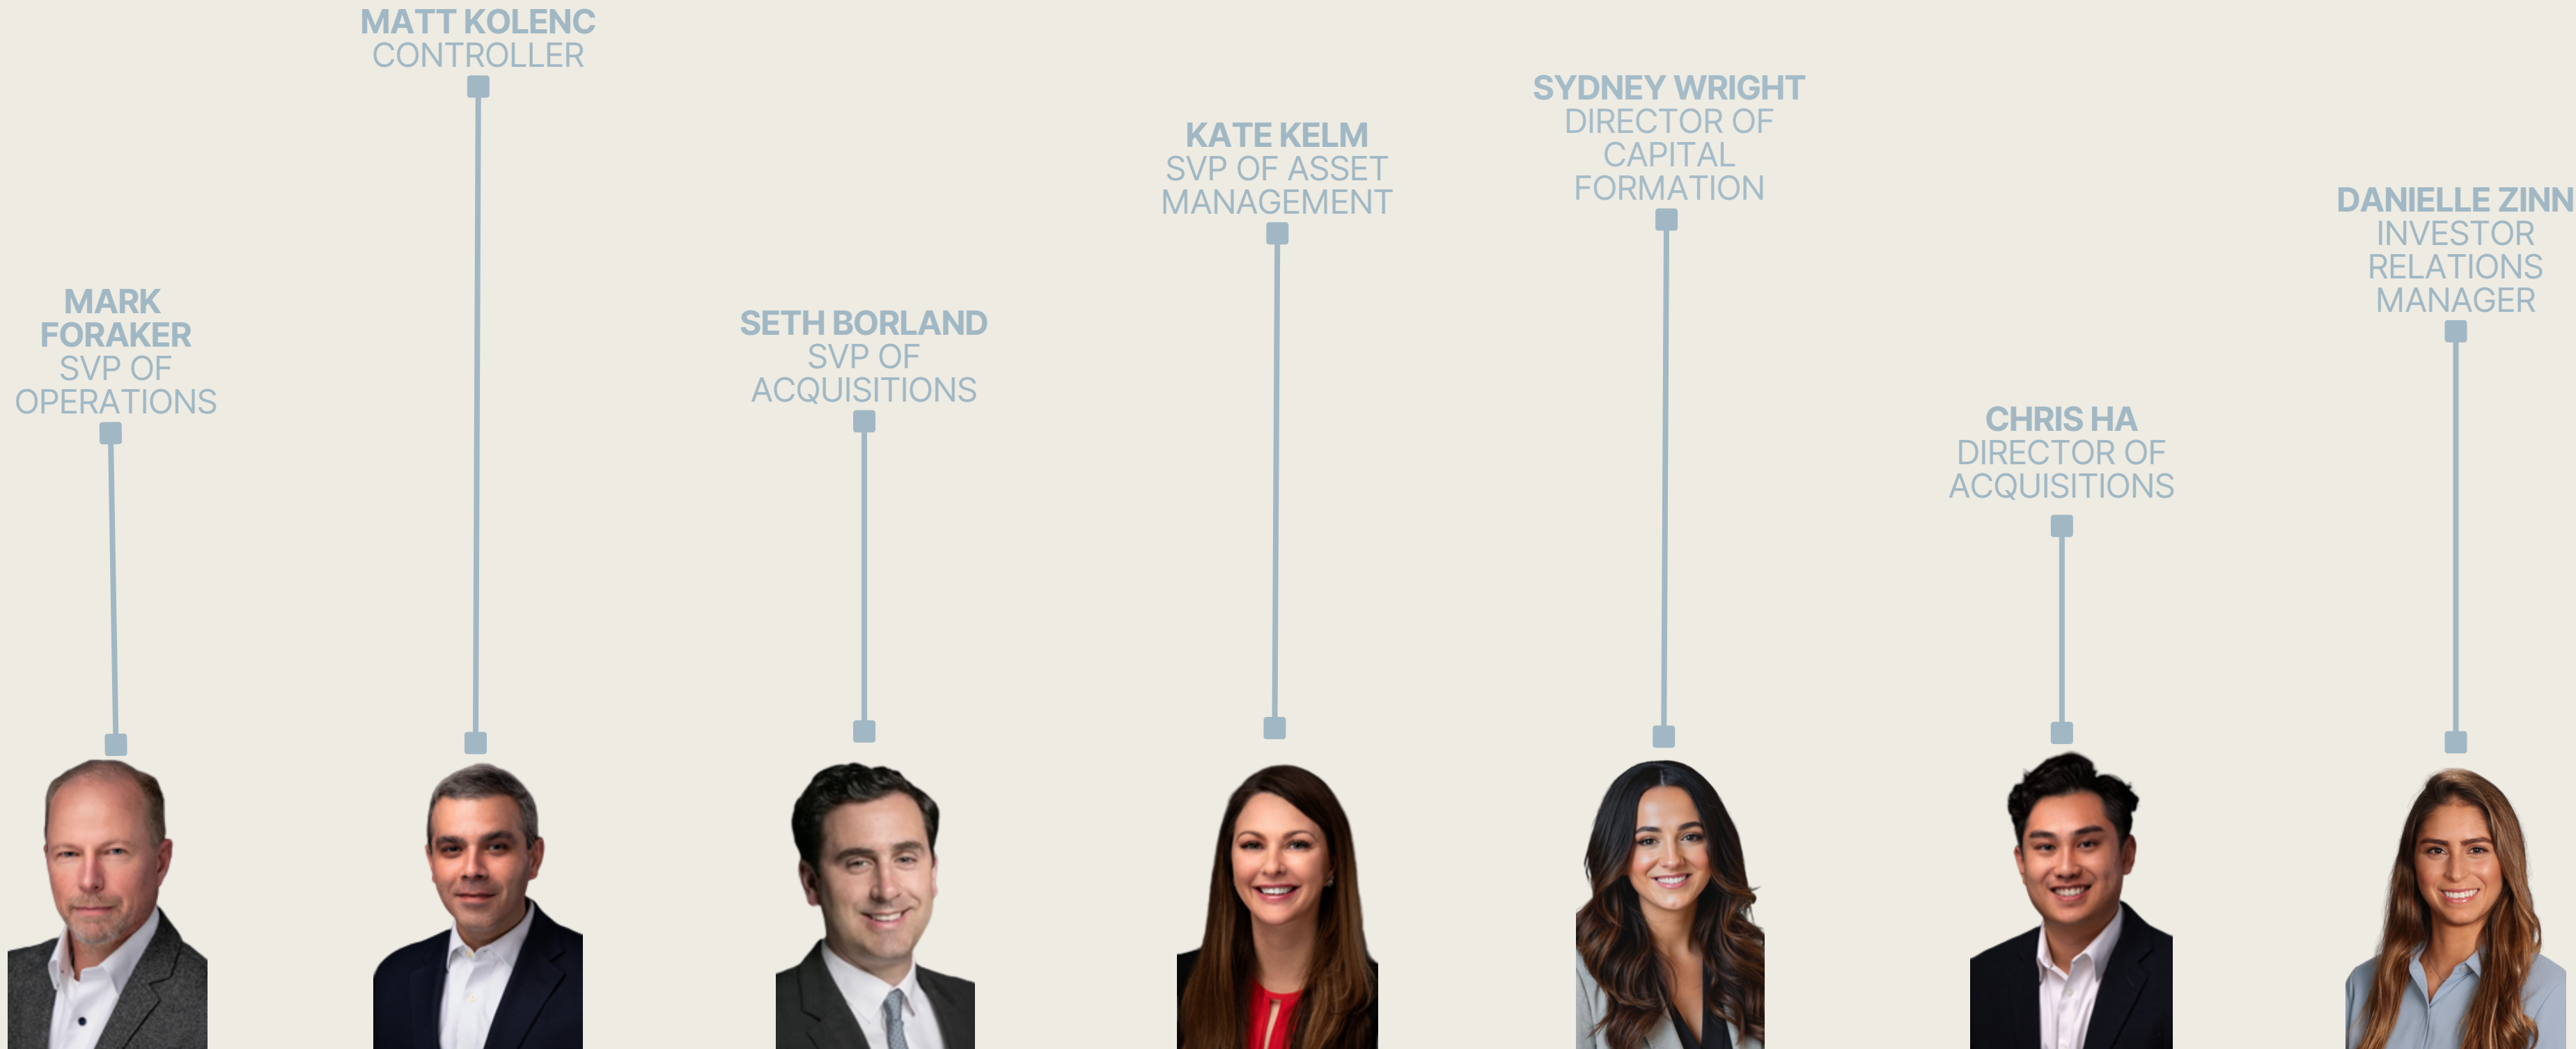 MARK
FORAKER
SVP OF
OPERATIONS
MATT KOLENC
CONTROLLER
SETH BORLAND
SVP OF
ACQUISITIONS
KATE KELM
SVP OF ASSET
MANAGEMENT
SYDNEY WRIGHT
DIRECTOR OF
CAPITAL
FORMATION
CHRIS HA
DIRECTOR OF
ACQUISITIONS
DANIELLE ZINN
INVESTOR
RELATIONS
MANAGER